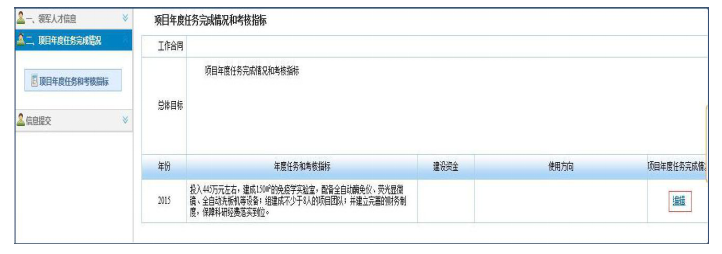 一、领军人才信息
二、项目年度任务完成情况
项目年度任务和考核指标
信息提交
项目年度任务完成情况和考核指标
工作合同
总体目标
项目年度任务完成情况和考核指标
年份 年度任务和考核指标 建设资金 使用方向 项目年度任务完成情
2015
投入445万元左右，建成150m²的免疫学实验室，配备全自动酶免仪、荧光显微
镜、全自动洗板机等设备；组建成不少于8人的项目团队；并建立完善的财务制
度，保障科研经费落实到位。
编辑